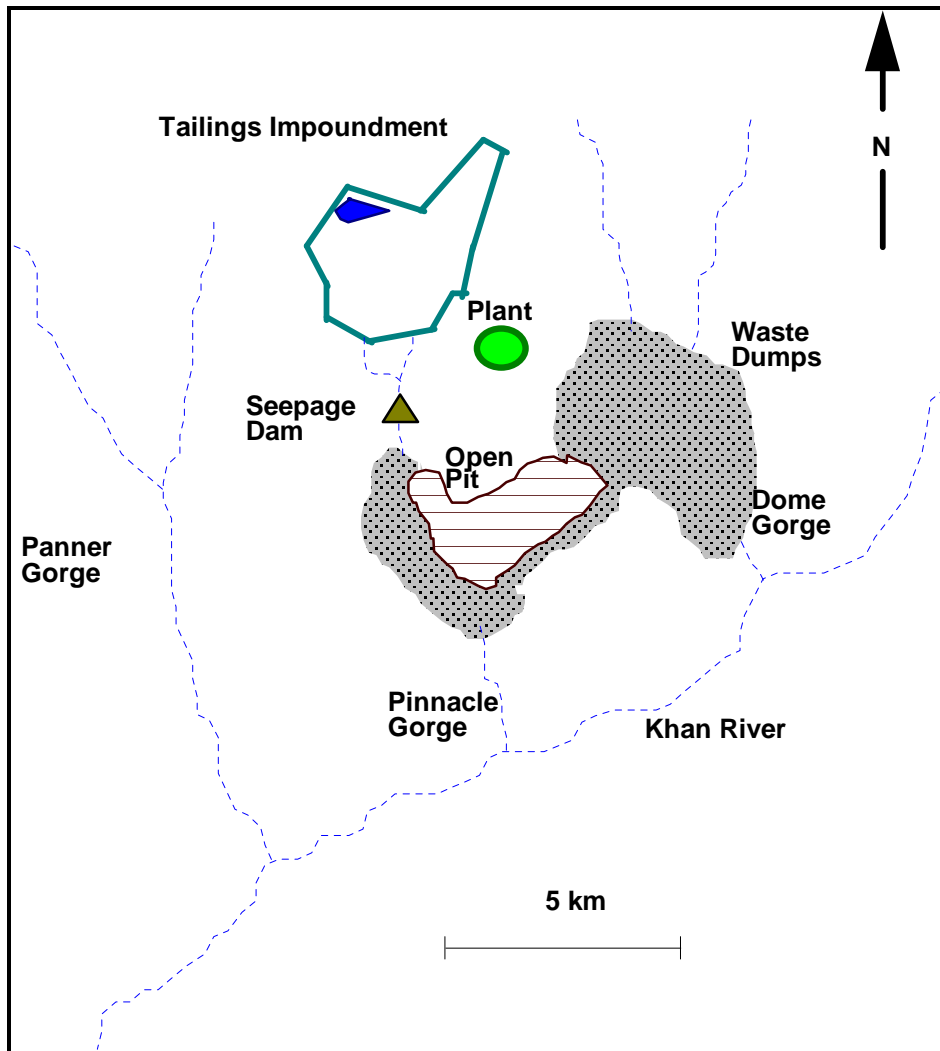 Tailings Impoundment
N
Plant
Waste
Dumps
Seepage
Dam
Open
Pit
Dome
Gorge
Panner
Gorge
Pinnacle
Gorge
Khan River
5 km